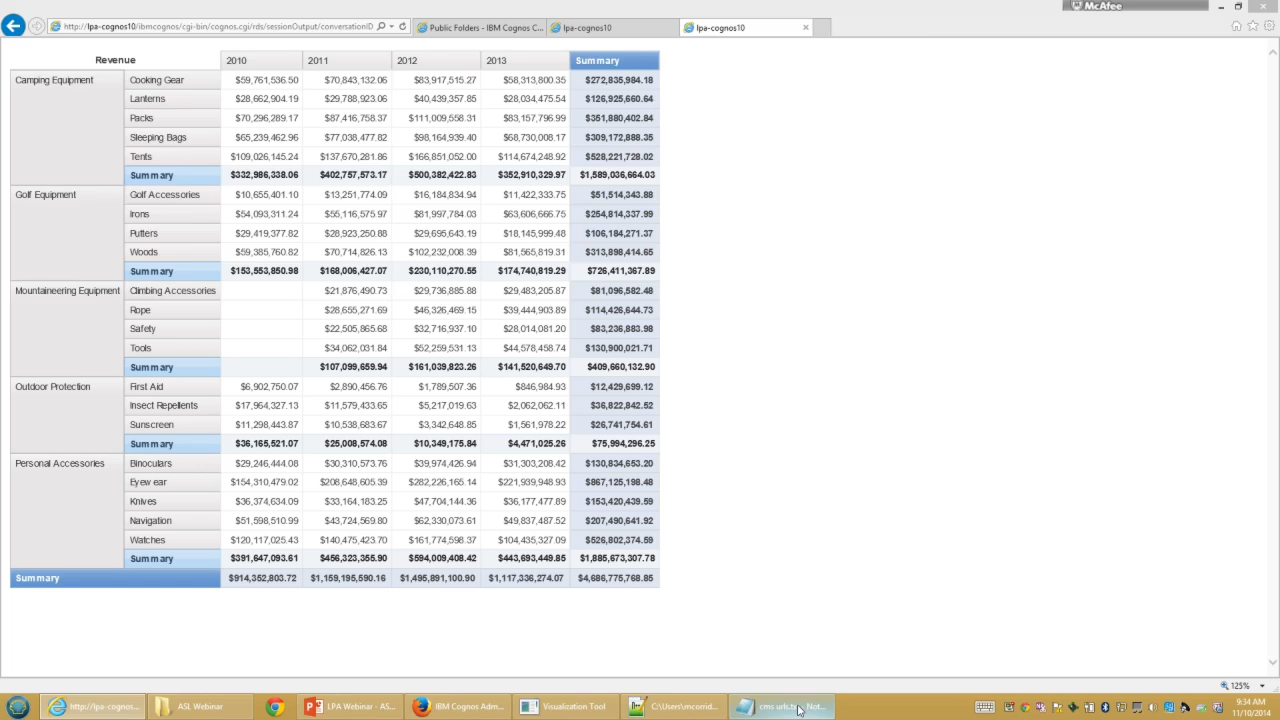 McAfee
http://lpa-cognos10/ibmcognos/cgi-bin/cognos.cgi/rds/sessionOutput/conversationID
Public Folders - IBM Cognos C...
lpa-cognos10
lpa-cognos10
Revenue 2010 2011 2012 2013 Summary
Camping Equipment Cooking Gear $59,761,536.50 $70,843,132.06 $83,917,515.27 $58,313,800.35 $272,835,984.18
Lanterns $28,662,904.19 $29,788,923.06 $40,439,357.85 $28,034,475.54 $126,925,660.64
Packs $70,296,289.17 $87,416,758.37 $111,009,558.31 $83,157,796.99 $351,880,402.84
Sleeping Bags $65,239,462.96 $77,038,477.82 $98,164,939.40 $68,730,008.17 $309,172,888.35
Tents $109,026,145.24 $137,670,281.86 $166,851,052.00 $114,674,248.92 $528,221,728.02
Summary $332,986,338.06 $402,757,573.17 $500,382,422.83 $352,910,329.97 $1,589,036,664.03
Golf Equipment Golf Accessories $10,655,401.10 $13,251,774.09 $16,184,834.94 $11,422,333.75 $51,514,343.88
Irons $54,093,311.24 $55,116,575.97 $81,997,784.03 $63,606,666.75 $254,814,337.99
Putters $29,419,377.82 $28,923,250.88 $29,695,643.19 $18,145,999.48 $106,184,271.37
Woods $59,385,760.82 $70,714,826.13 $102,232,008.39 $81,565,819.31 $313,898,414.65
Summary $153,553,850.98 $168,006,427.07 $230,110,270.55 $174,740,819.29 $726,411,367.89
Mountaineering Equipment Climbing Accessories $21,876,490.73 $29,736,885.88 $29,483,205.87 $81,096,582.48
Rope $28,655,271.69 $46,326,469.15 $39,444,903.89 $114,426,644.73
Safety $22,505,865.68 $32,716,937.10 $28,014,081.20 $83,236,883.98
Tools $34,062,031.84 $52,259,531.13 $44,578,458.74 $130,900,021.71
Summary $107,099,659.94 $161,039,823.26 $141,520,649.70 $409,660,132.90
Outdoor Protection First Aid $6,902,750.07 $2,890,456.76 $1,789,507.36 $846,984.93 $12,429,699.12
Insect Repellents $17,964,327.13 $11,579,433.65 $5,217,019.63 $2,062,062.11 $36,822,842.52
Sunscreen $11,298,443.87 $10,538,683.67 $3,342,648.85 $1,561,978.22 $26,741,754.61
Summary $36,165,521.07 $25,008,574.08 $10,349,175.84 $4,471,025.26 $75,994,296.25
Personal Accessories Binoculars $29,246,444.08 $30,310,573.76 $39,974,426.94 $31,303,208.42 $130,834,653.20
Eyewear $154,310,479.02 $208,648,605.39 $282,226,165.14 $221,939,948.93 $867,125,198.48
Knives $36,374,634.09 $33,164,183.25 $47,704,144.36 $36,177,477.89 $153,420,439.59
Navigation $51,598,510.99 $43,724,569.80 $62,330,073.61 $49,837,487.52 $207,490,641.92
Watches $120,117,025.43 $140,475,423.70 $161,774,598.37 $104,435,327.09 $526,802,374.59
Summary $391,647,093.61 $456,323,355.90 $594,009,408.42 $443,693,449.85 $1,885,673,307.78
Summary $914,352,803.72 $1,159,195,590.16 $1,495,891,100.90 $1,117,336,274.07 $4,686,775,768.85
125%
http://lpa-cognos...
ASL Webinar
LPA Webinar - AS...
IBM Cognos Adm...
Visualization Tool
C:\Users\mcorrid...
cms urls.txt - Not...
9:34 AM
11/10/2014